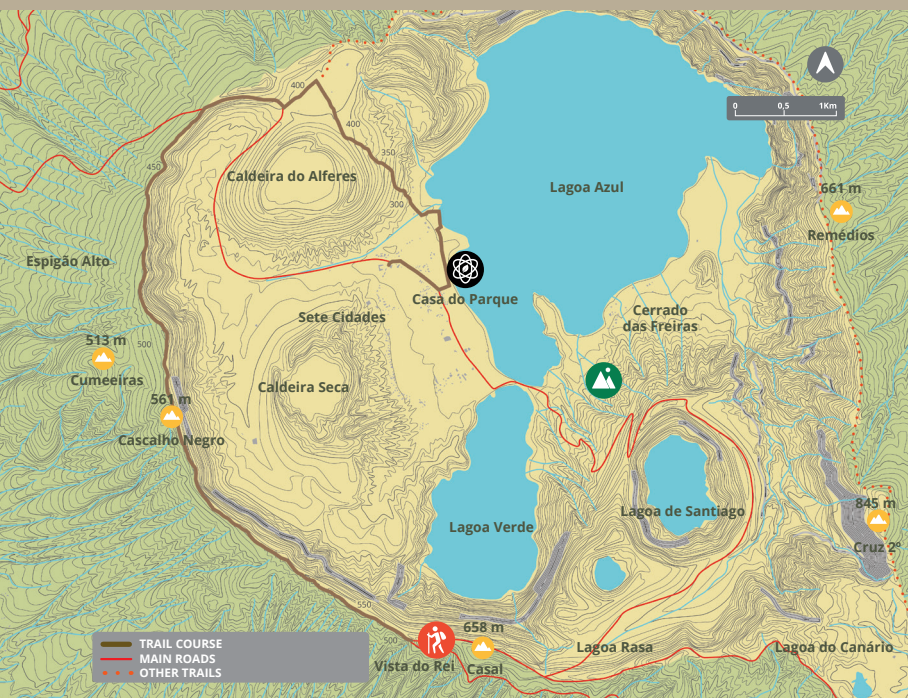 0 0,5 1Km
400
400
350
450
Caldeira do Alferes
Lagoa Azul
661 m
300
Remédios
Espigão Alto
Casa do Parque
Sete Cidades
Cerrado
das Freiras
513 m
500
Cumeeiras
Caldeira Seca
561 m
Cascalho Negro
845 m
Lagoa Verde
Lagoa de Santiago
Cruz 2º
550
658 m
500
TRAIL COURSE
MAIN ROADS
OTHER TRAILS
Vista do Rei
Casal
Lagoa Rasa
Lagoa do Canário